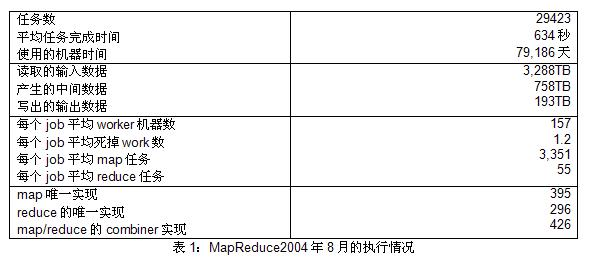 任务数 29423
平均任务完成时间 634 秒
使用的机器时间 79,186 天
读取的输入数据 3,288TB
产生的中间数据 758TB
写出的输出数据 193TB
每个 job 平均 worker 机器数 157
每个 job 平均死掉 work 数 1.2
每个 job 平均 map 任务 3,351
每个 job 平均 reduce 任务 55
map 唯一实现 395
reduce 的唯一实现 296
map/reduce 的 combiner 实现 426
表 1：MapReduce2004 年 8 月的执行情况